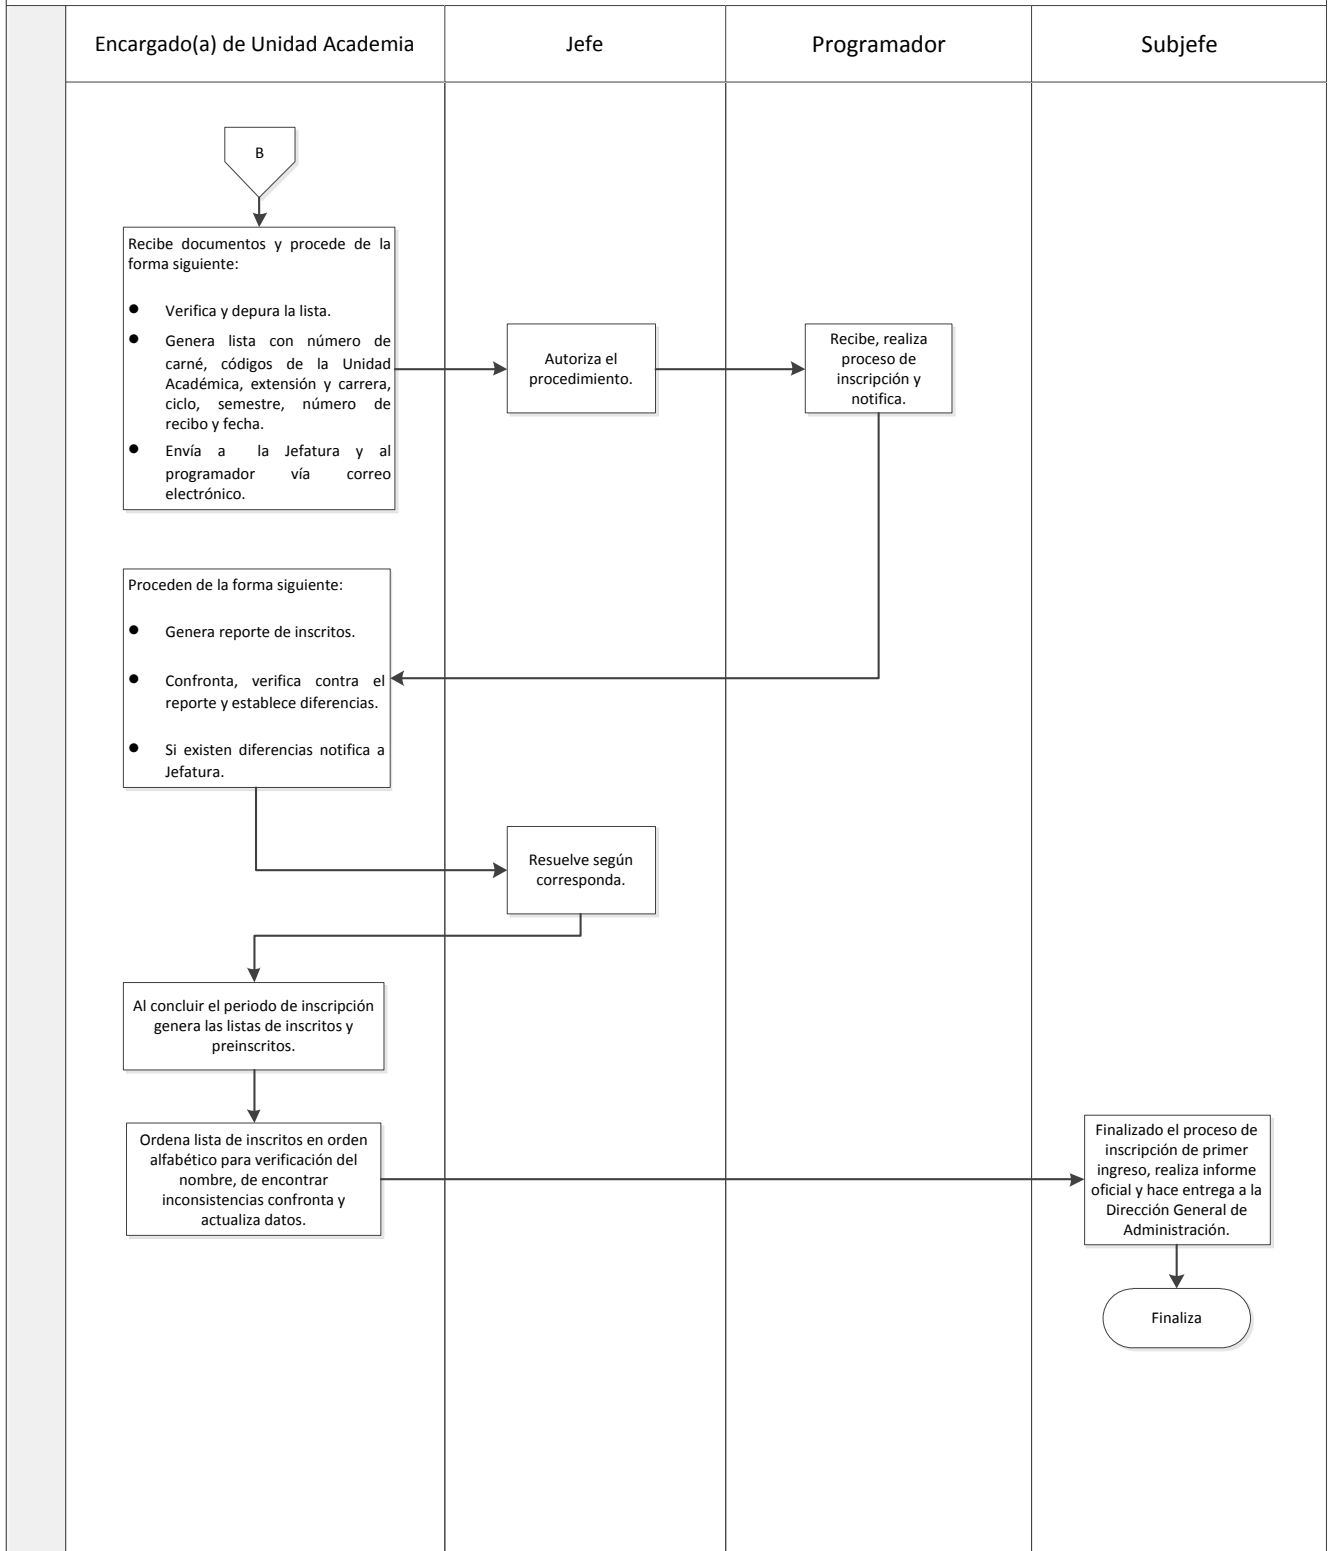 Encargado(a) de Unidad Academia
Jefe
Programador
Subjefe
B
Recibe documentos y procede de la
forma siguiente:
● Verifica y depura la lista.
● Genera lista con número de
carné, códigos de la Unidad
Académica, extensión y carrera,
ciclo, semestre, número de
recibo y fecha.
● Envía a la Jefatura y al
programador vía correo
electrónico.
Autoriza el
procedimiento.
Recibe, realiza
proceso de
inscripción y
notifica.
Proceden de la forma siguiente:
● Genera reporte de inscritos.
● Confronta, verifica contra el
reporte y establece diferencias.
● Si existen diferencias notifica a
Jefatura.
Resuelve según
corresponda.
Al concluir el periodo de inscripción
genera las listas de inscritos y
preinscritos.
Ordena lista de inscritos en orden
alfabético para verificación del
nombre, de encontrar
inconsistencias confronta y
actualiza datos.
Finalizado el proceso de
inscripción de primer
ingreso, realiza informe
oficial y hace entrega a la
Dirección General de
Administración.
Finaliza